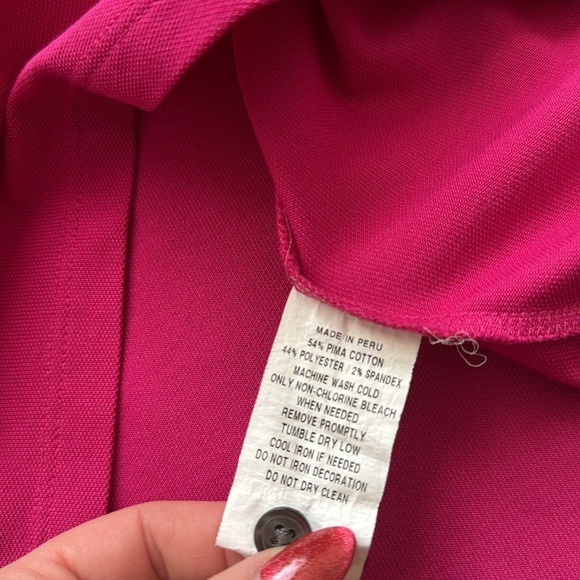 MADE IN PERU
54% PIMA COTTON
44% POLYESTER / 2% SPANDEX
MACHINE WASH COLD
ONLY NON-CHLORINE BLEACH
WHEN NEEDED
REMOVE PROMPTLY
TUMBLE DRY LOW
COOL IRON IF NEEDED
DO NOT IRON DECORATION
DO NOT DRY CLEAN